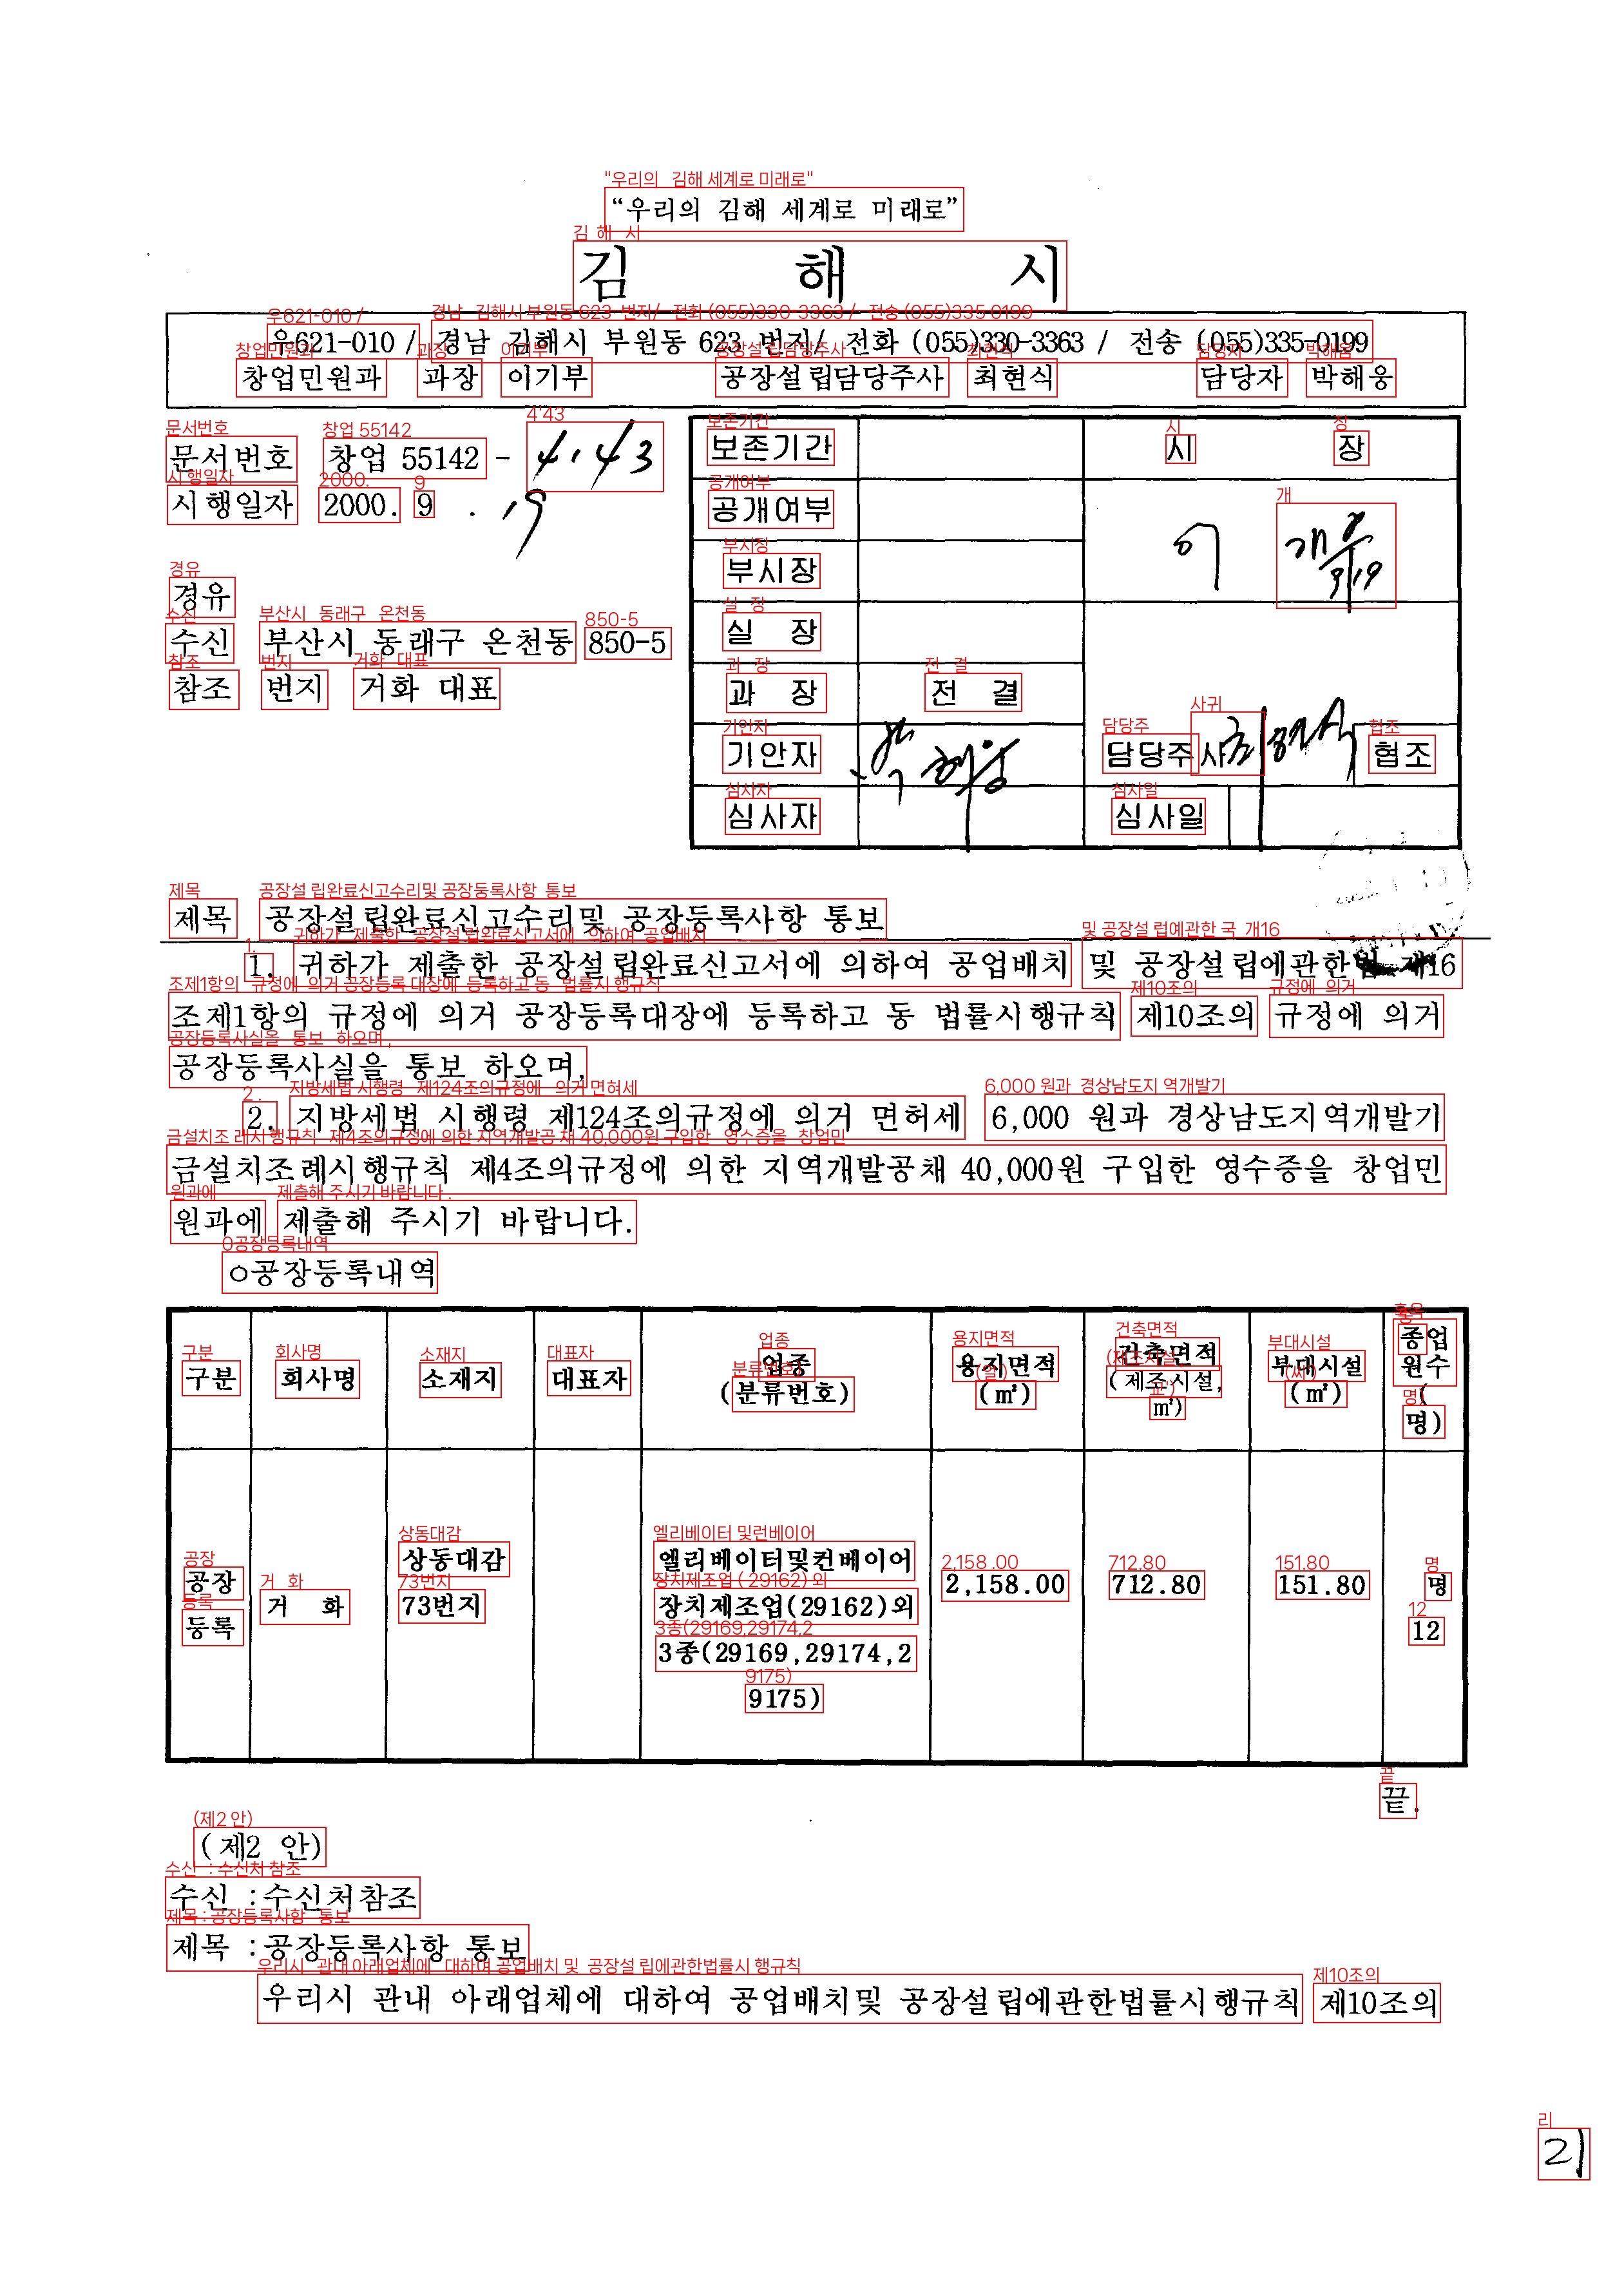 “우리의 김해 세계로 미래로”
김 해 시
우621-010 / 경남 김해시 부원동 623 번지/ 전화 (055)330-3363 / 전송 (055)335-0199
창업민원과 과장 이기부 공장설립담당주사 최현식 담당자 박해웅
문서번호 창업 55142 - 4143
시행일자 2000. 9 . 19
경유
수신 부산시 동래구 온천동 850-5
참조 번지 거화 대표
보존기간 시 장
공개여부
부시장
실 장
과 장 전 결
기안자 담당주사 협조
심사자 심사일
제목 공장설립완료신고수리및 공장등록사항 통보
1. 귀하가 제출한 공장설립완료신고서에 의하여 공업배치 및 공장설립에관한법 제16
조제1항의 규정에 의거 공장등록대장에 등록하고 동 법률시행규칙 제10조의 규정에 의거
공장등록사실을 통보 하오며,
2. 지방세법 시행령 제124조의규정에 의거 면허세 6,000 원과 경상남도지역개발기
금설치조례시행규칙 제4조의규정에 의한 지역개발공채 40,000원 구입한 영수증을 창업민
원과에 제출해 주시기 바랍니다.
○공장등록내역
구분 회사명 소재지 대표자 업종 (분류번호) 용지면적 (㎡) 건축면적 (제조시설, ㎡) 부대시설 (㎡) 종업원수(명)
공장등록 거 화 상동대감 73번지 엘리베이터및컨베이어 장치제조업(29162)외 3종(29169,29174,29175) 2,158.00 712.80 151.80 명 12
끝.
(제2 안)
수신 :수신처참조
제목 :공장등록사항 통보
우리시 관내 아래업체에 대하여 공업배치및 공장설립에관한법률시행규칙 제10조의
21